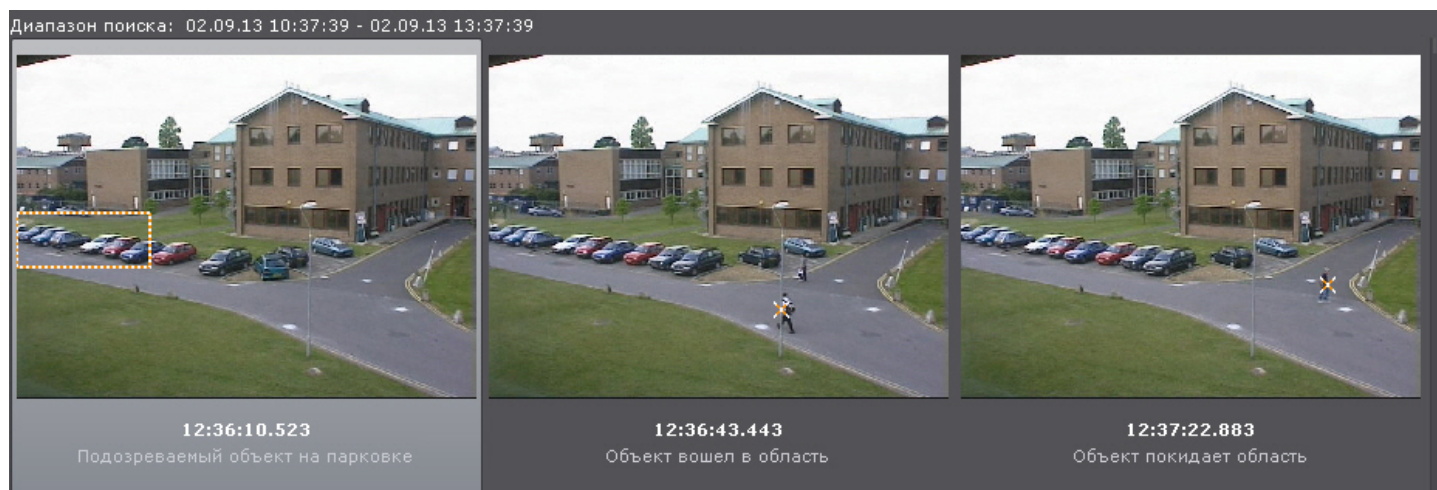 Диапазон поиска: 02.09.13 10:37:39 - 02.09.13 13:37:39
12:36:10.523
Подозреваемый объект на парковке
12:36:43.443
Объект вошел в область
12:37:22.883
Объект покидает область